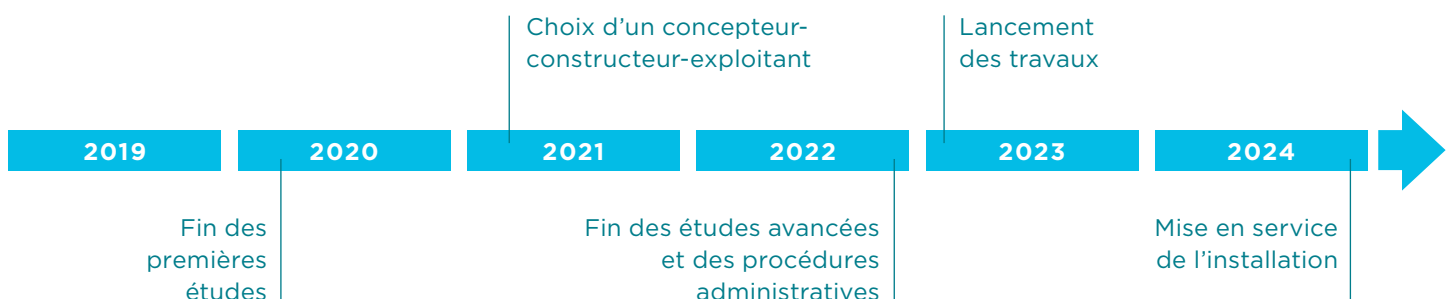 Choix d’un concepteur-
constructeur-exploitant
Lancement
des travaux
2019
2020
2021
2022
2023
2024
Fin des
premières
études
Fin des études avancées
et des procédures
administratives
Mise en service
de l’installation